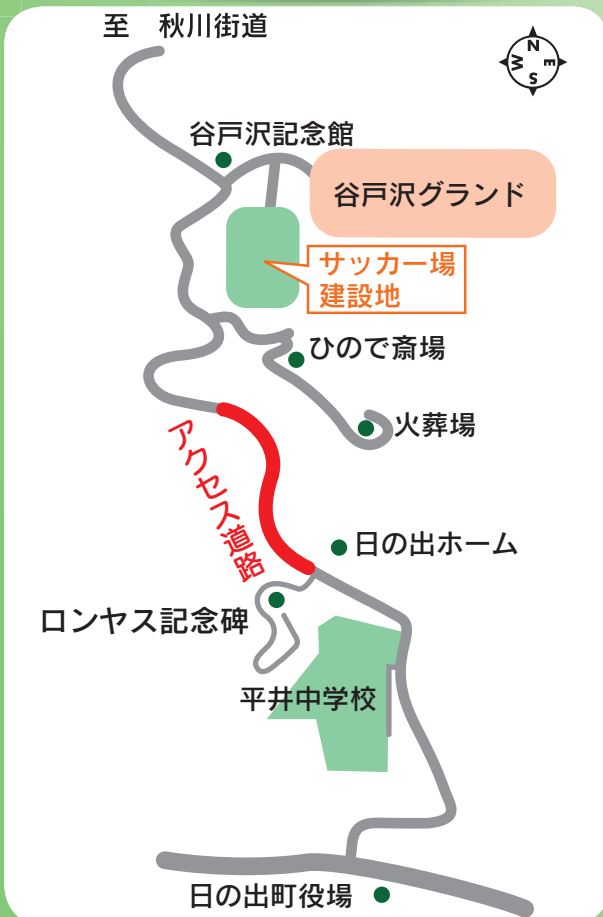 至　秋川街道
N
W
E
S
谷戸沢記念館
谷戸沢グランド
サッカー場
建設地
ひので斎場
火葬場
アクセス道路
日の出ホーム
ロンヤス記念碑
平井中学校
日の出町役場